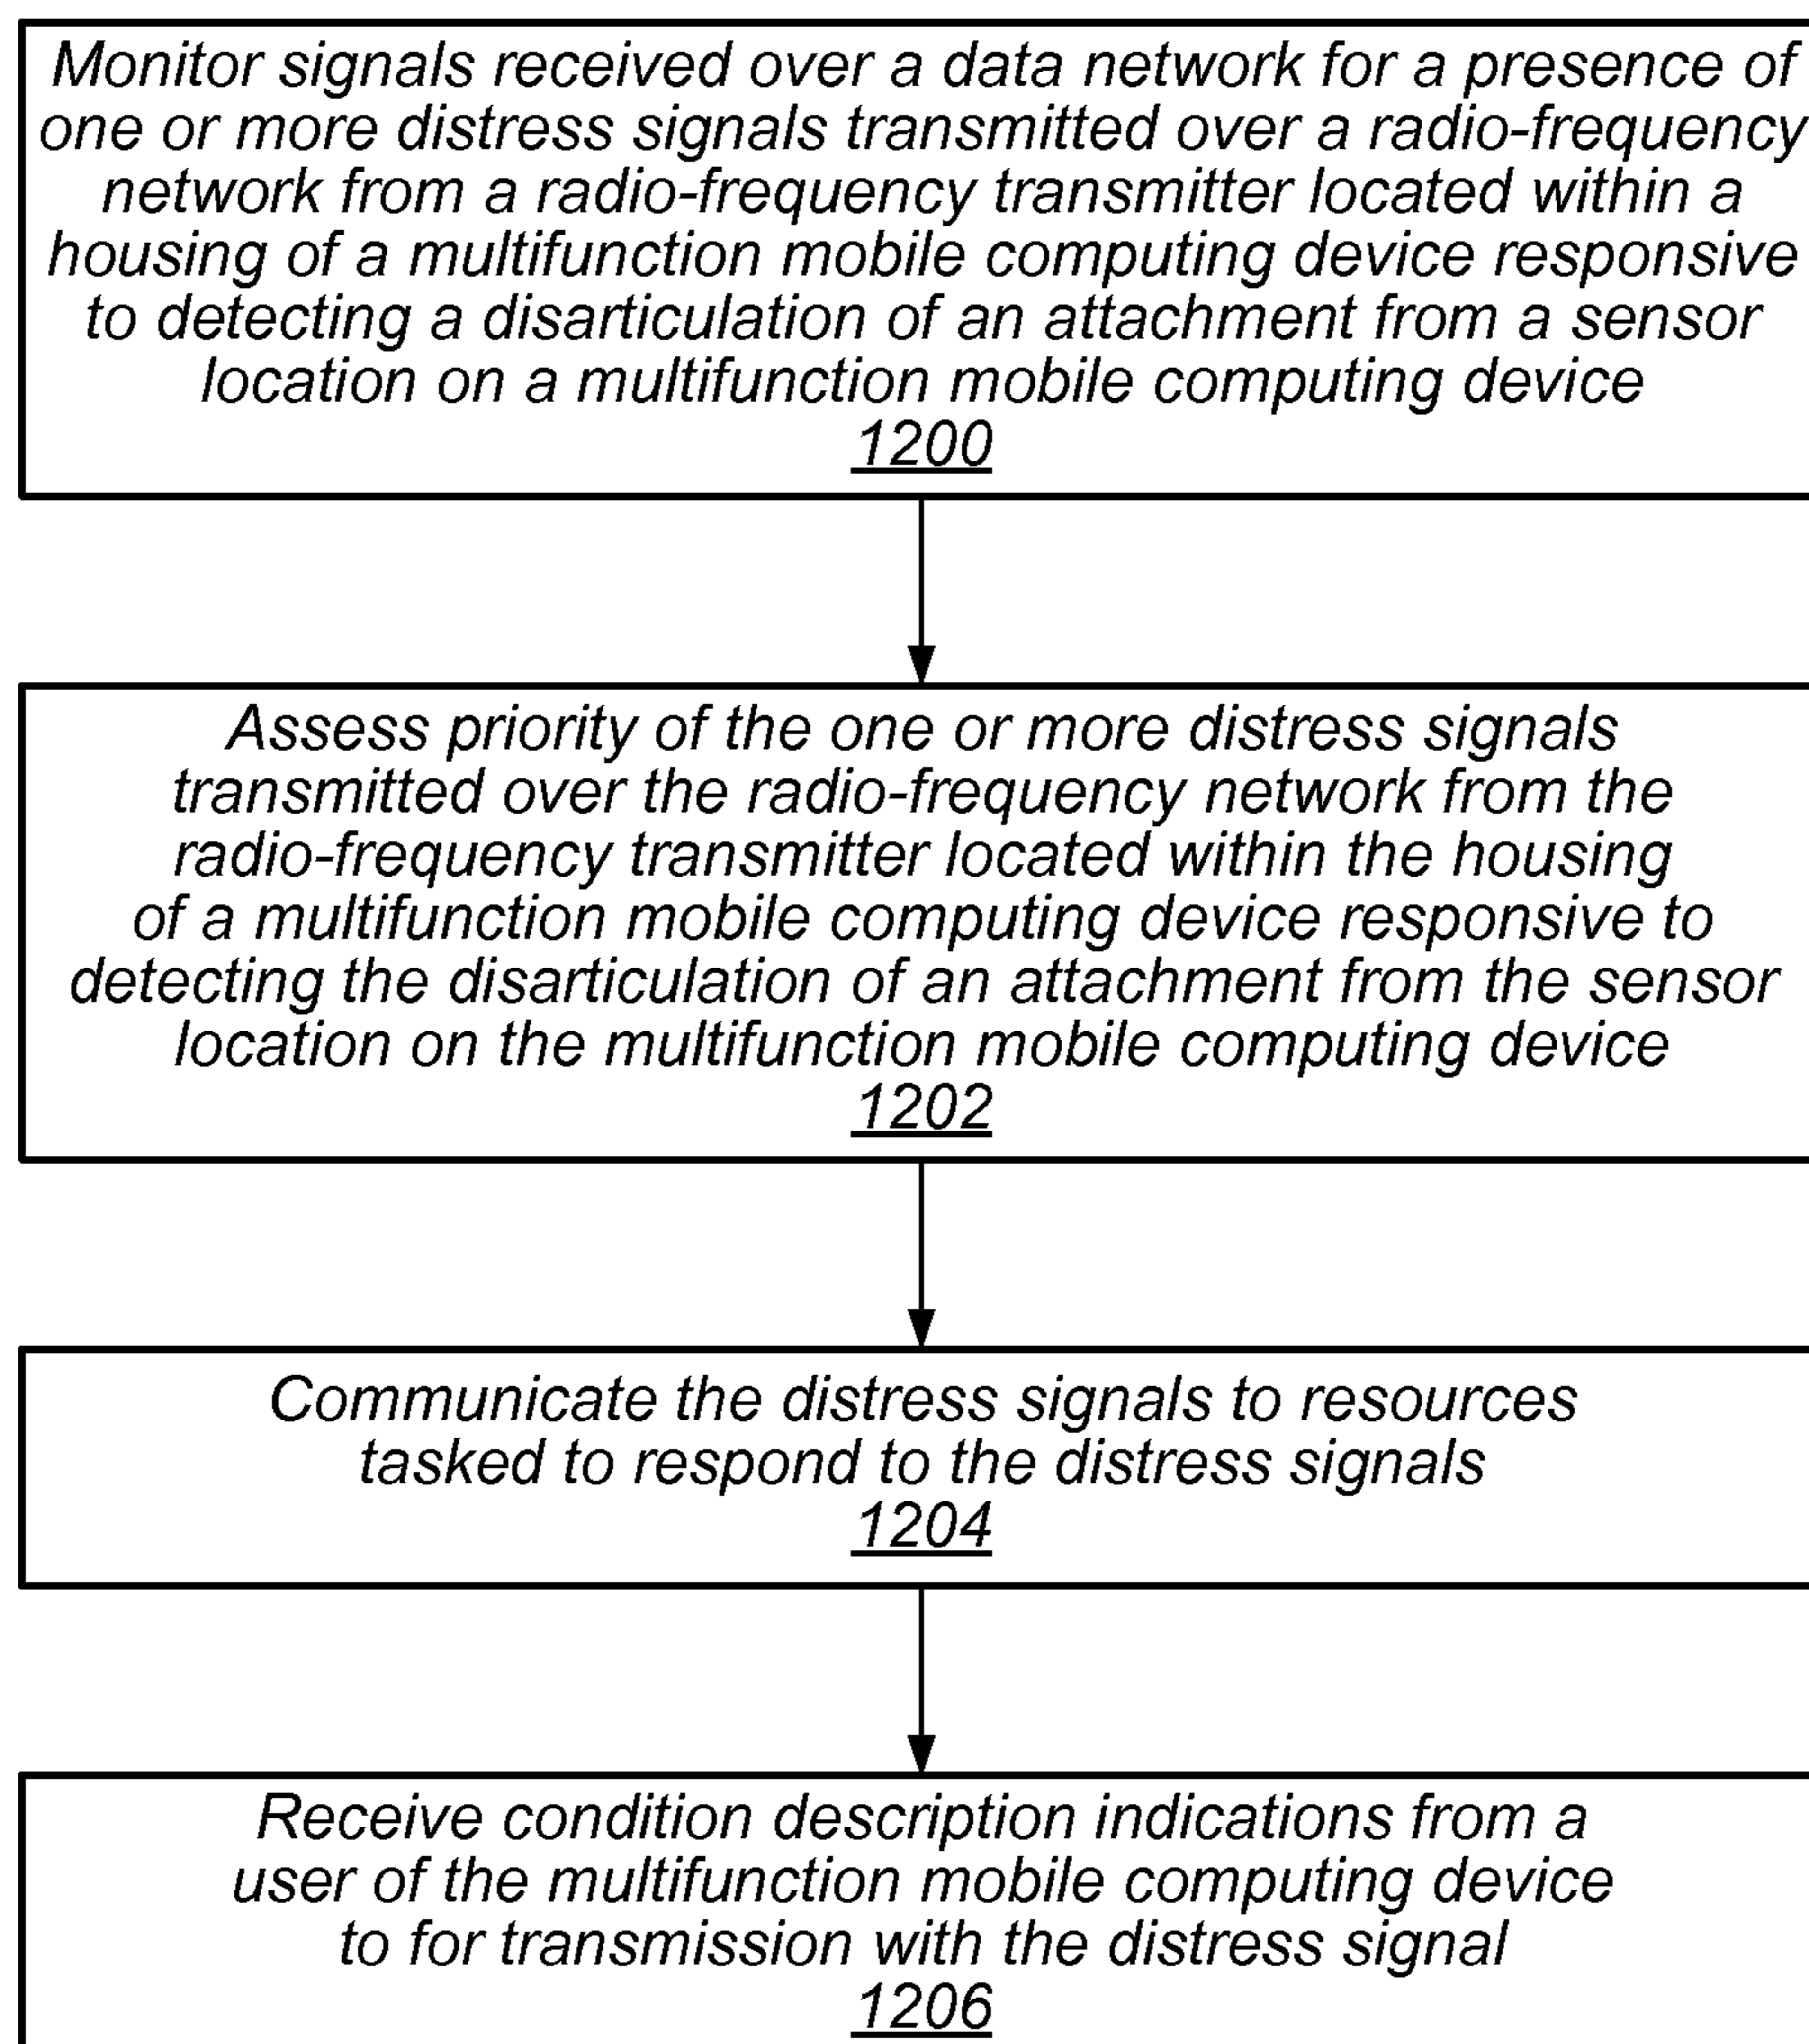 Monitor signals received over a data network for a presence of
one or more distress signals transmitted over a radio-frequency
network from a radio-frequency transmitter located within a
housing of a multifunction mobile computing device responsive
to detecting a disarticulation of an attachment from a sensor
location on a multifunction mobile computing device
1200
Assess priority of the one or more distress signals
transmitted over the radio-frequency network from the
radio-frequency transmitter located within the housing
of a multifunction mobile computing device responsive to
detecting the disarticulation of an attachment from the sensor
location on the multifunction mobile computing device
1202
Communicate the distress signals to resources
tasked to respond to the distress signals
1204
Receive condition description indications from a
user of the multifunction mobile computing device
to for transmission with the distress signal
1206